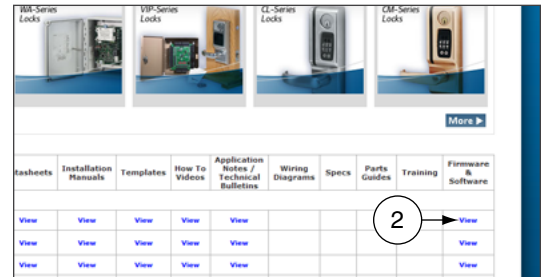 WA-Series
Locks
VIP-Series
Locks
CL-Series
Locks
CM-Series
Locks
More
tasheets
Installation
Manuals
Templates
How To
Videos
Application
Notes /
Technical
Bulletins
Wiring
Diagrams
Specs
Parts
Guides
Training
Firmware
&
Software
View View View View View 2 View
View View View View View View
View View View View View View